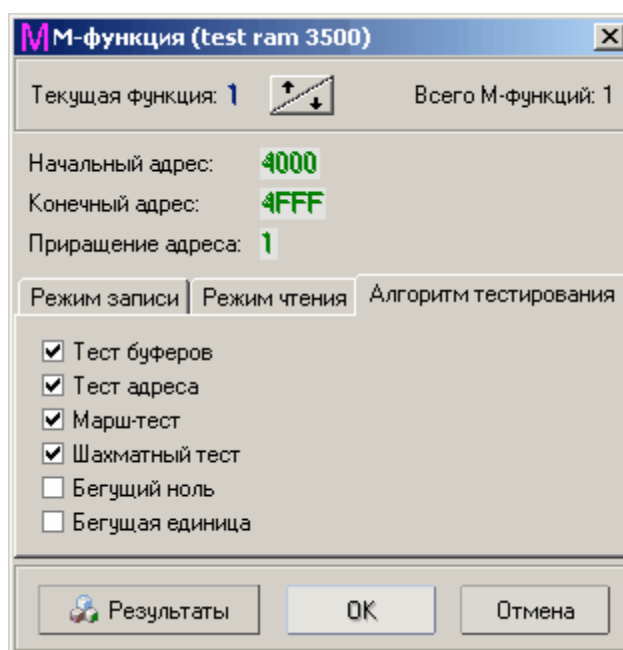 М-функция (test ram 3500)
Текущая функция: 1 Всего М-функций: 1
Начальный адрес: 4000
Конечный адрес: 4FFF
Приращение адреса: 1
Режим записи Режим чтения Алгоритм тестирования
Тест буферов
Тест адреса
Марш-тест
Шахматный тест
Бегущий ноль
Бегущая единица
Результаты OK Отмена